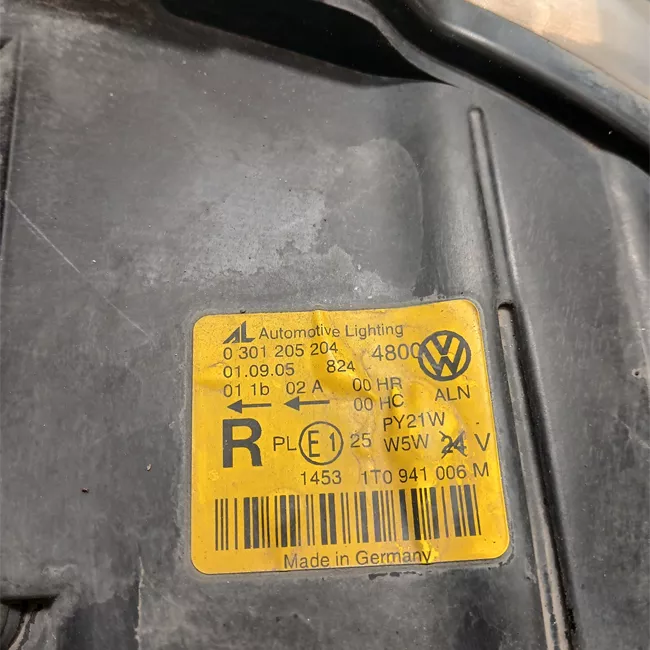 AL Automotive Lighting
0 301 205 204 4800
01.09.05 824
01 1b 02 A 00 HR ALN
← ← 00 HC
R PL E1 25 PY21W
W5W 24 V
1453 1T0 941 006 M
Made in Germany